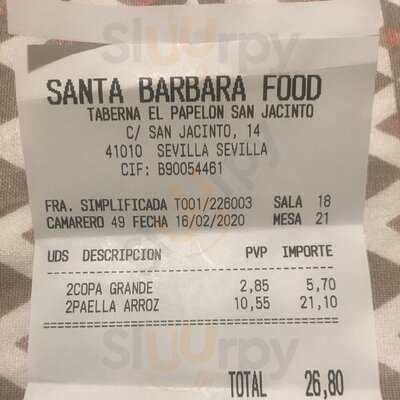 Slurpy
SANTA BARBARA FOOD
TABERNA EL PAPELON SAN JACINTO
C/ SAN JACINTO, 14
41010 SEVILLA SEVILLA
CIF: B90054461
FRA. SIMPLIFICADA T001/226003 SALA 18
CAMARERO 49 FECHA 16/02/2020 MESA 21
UDS DESCRIPCION PVP IMPORTE
2COPA GRANDE 2,85 5,70
2PAELLA ARROZ 10,55 21,10
Slurpy
TOTAL 26,80